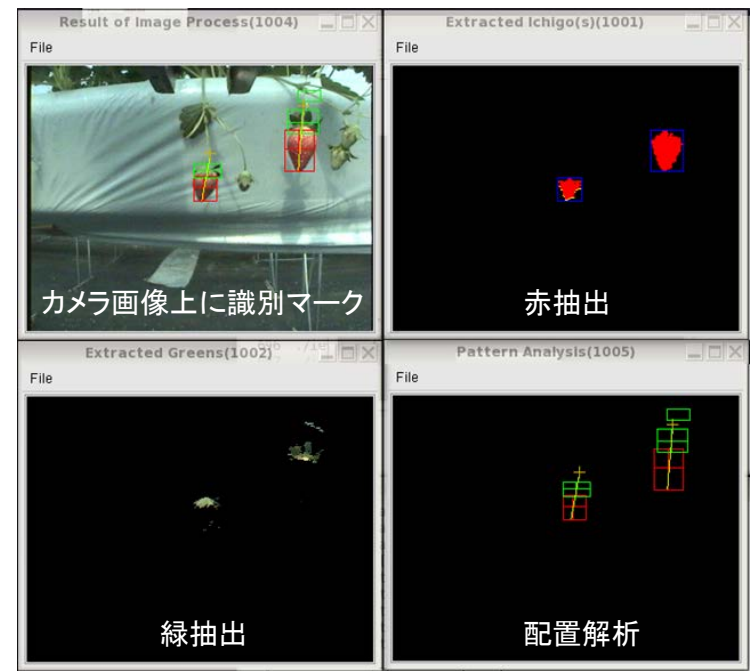 Result of Image Process(1004)
File
カメラ画像上に識別マーク
Extracted Ichigo(s)(1001)
File
赤抽出
Extracted Greens(1002)
File
緑抽出
Pattern Analysis(1005)
File
配置解析